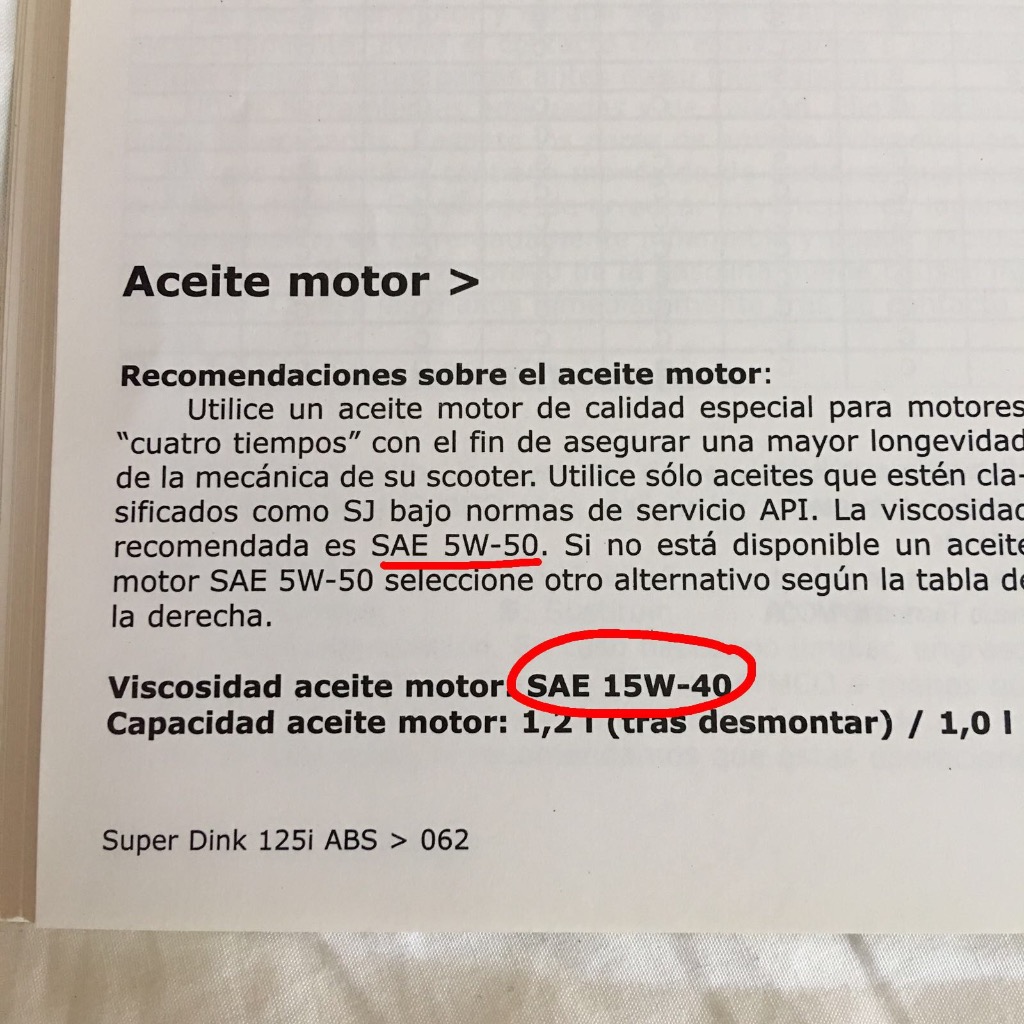 Aceite motor >
Recomendaciones sobre el aceite motor:
Utilice un aceite motor de calidad especial para motores
“cuatro tiempos” con el fin de asegurar una mayor longevidad
de la mecánica de su scooter. Utilice sólo aceites que estén cla-
sificados como SJ bajo normas de servicio API. La viscosidad
recomendada es SAE 5W-50. Si no está disponible un aceite
motor SAE 5W-50 seleccione otro alternativo según la tabla de
la derecha.
Viscosidad aceite motor: SAE 15W-40
Capacidad aceite motor: 1,2 l (tras desmontar) / 1,0 l
Super Dink 125i ABS > 062